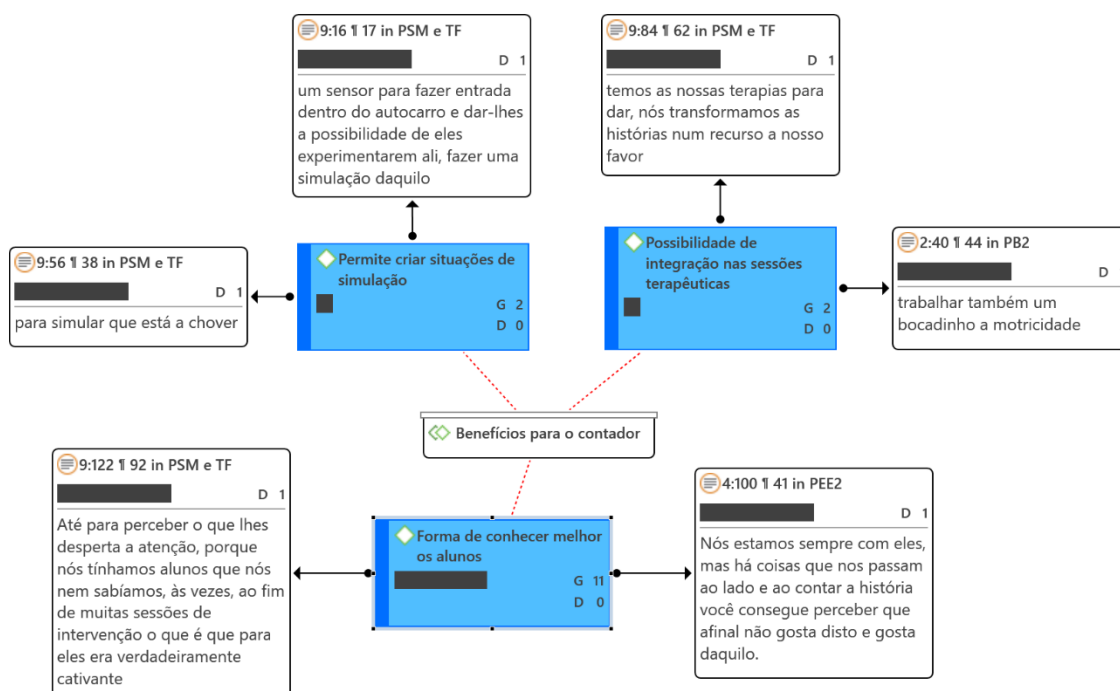 9:16 ¶ 17 in PSM e TF
D 1
um sensor para fazer entrada
dentro do autocarro e dar-lhes
a possibilidade de eles
experimentarem ali, fazer uma
simulação daquilo
9:84 ¶ 62 in PSM e TF
D 1
temos as nossas terapias para
dar, nós transformamos as
histórias num recurso a nosso
favor
9:56 ¶ 38 in PSM e TF
D 1
para simular que está a chover
Permite criar situações de
simulação
G 2
D 0
Possibilidade de
integração nas sessões
terapêuticas
G 2
D 0
2:40 ¶ 44 in PB2
D
trabalhar também um
bocadinho a motricidade
Benefícios para o contador
9:122 ¶ 92 in PSM e TF
D 1
Até para perceber o que lhes
desperta a atenção, porque
nós tínhamos alunos que nós
nem sabíamos, às vezes, ao fim
de muitas sessões de
intervenção o que é que para
eles era verdadeiramente
cativante
Forma de conhecer melhor
os alunos
G 11
D 0
4:100 ¶ 41 in PEE2
D 1
Nós estamos sempre com eles,
mas há coisas que nos passam
ao lado e ao contar a história
você consegue perceber que
afinal não gosta disto e gosta
daquilo.